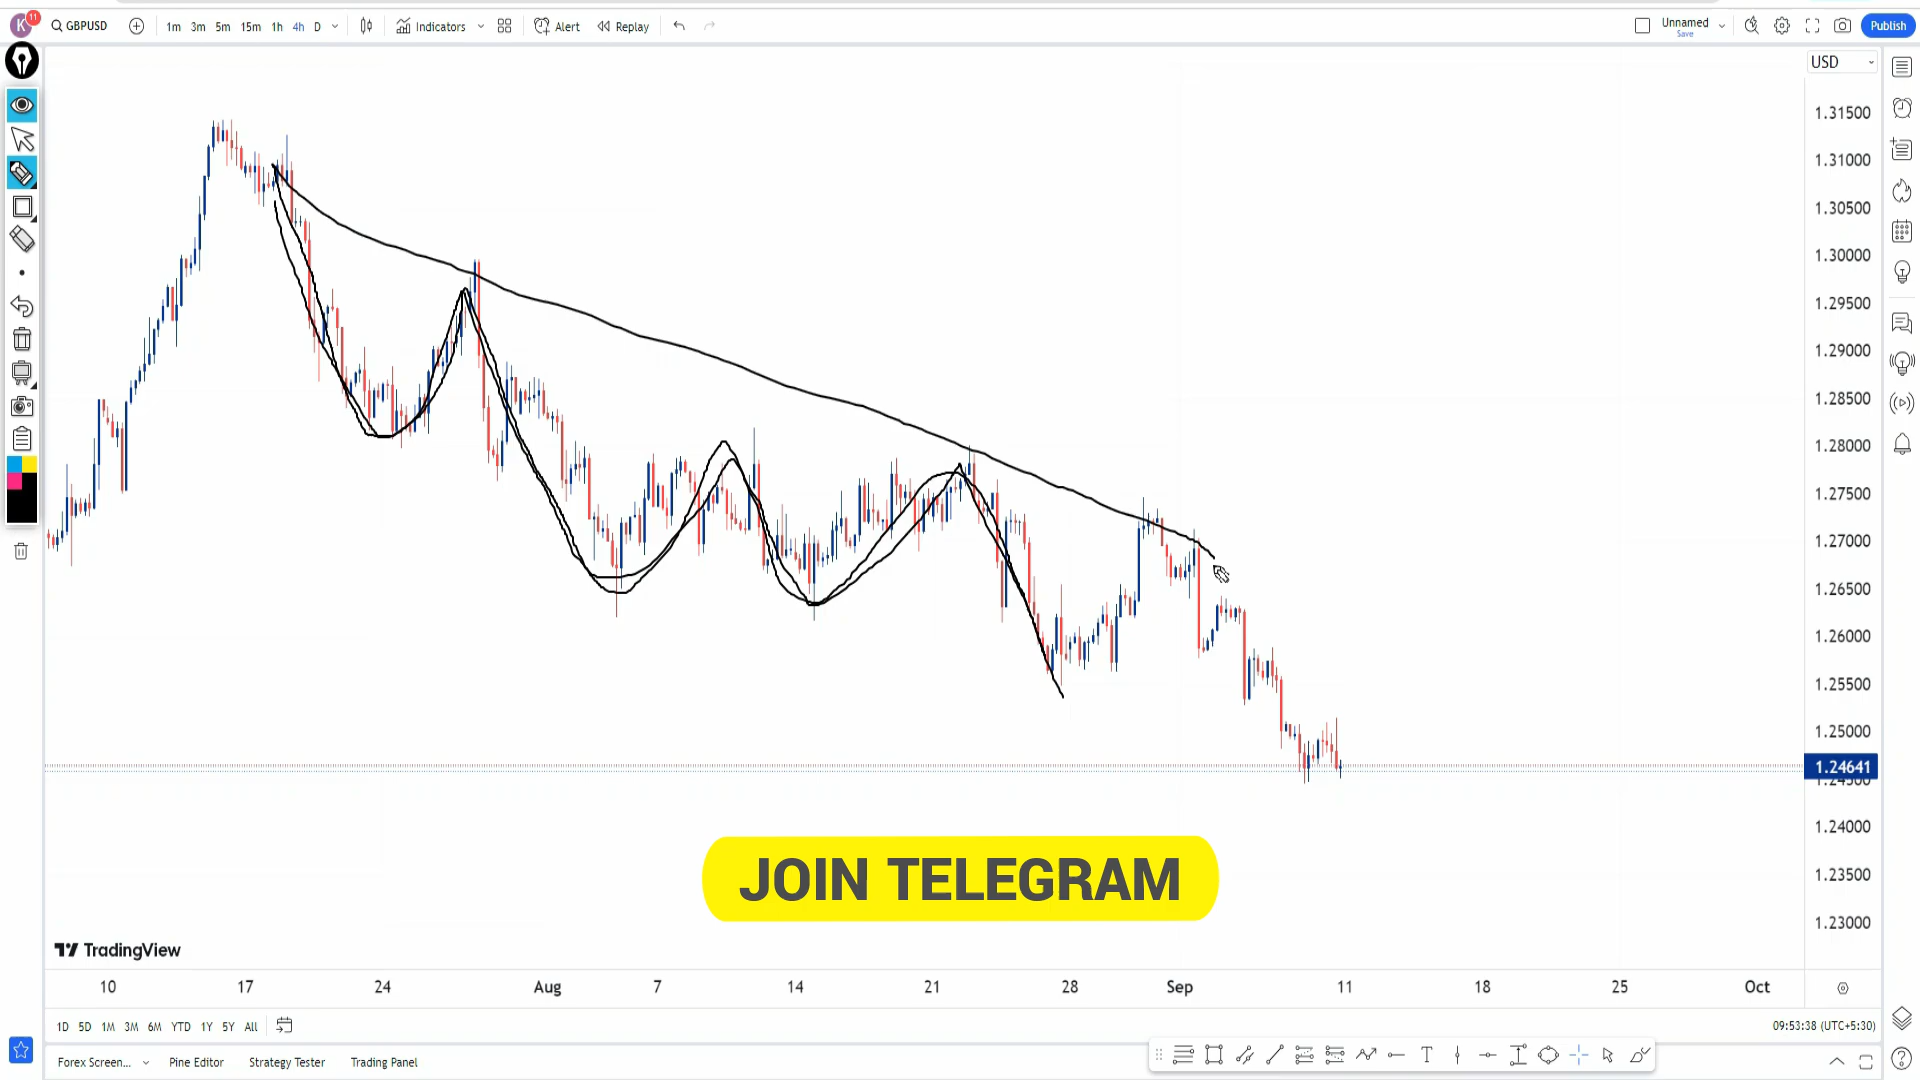 K 11 GBPUSD 1m 3m 5m 15m 1h 4h D Indicators Alert Replay Unnamed Save Publish
USD
1.31500
1.31000
1.30500
1.30000
1.29500
1.29000
1.28500
1.28000
1.27500
1.27000
1.26500
1.26000
1.25500
1.25000
1.24641
1.24000
1.23500
1.23000
JOIN TELEGRAM
TradingView
10 17 24 Aug 7 14 21 28 Sep 11 18 25 Oct
1D 5D 1M 3M 6M YTD 1Y 5Y All 09:53:38 (UTC+5:30)
Forex Screen... Pine Editor Strategy Tester Trading Panel